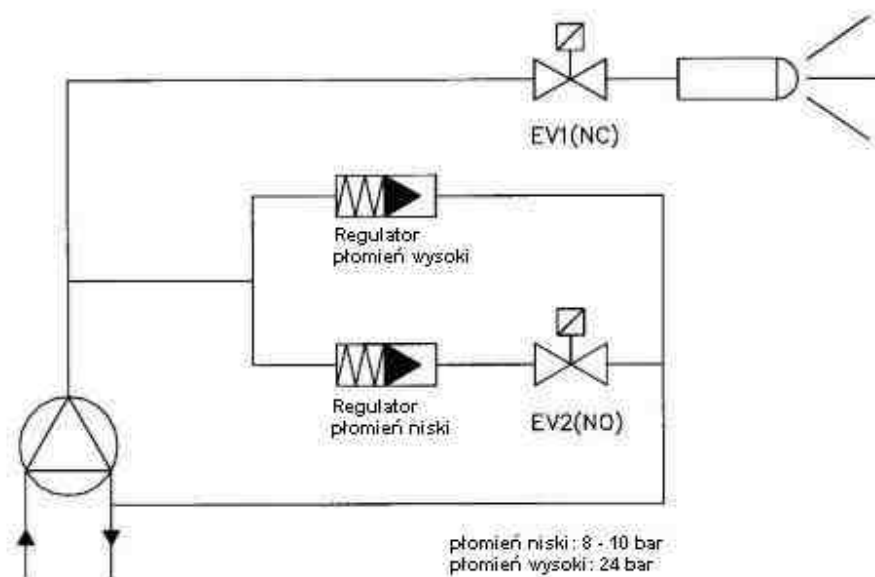 EV1(NC)
Regulator
płomień wysoki
Regulator
płomień niski
EV2(NO)
płomień niski: 8 - 10 bar
płomień wysoki: 24 bar